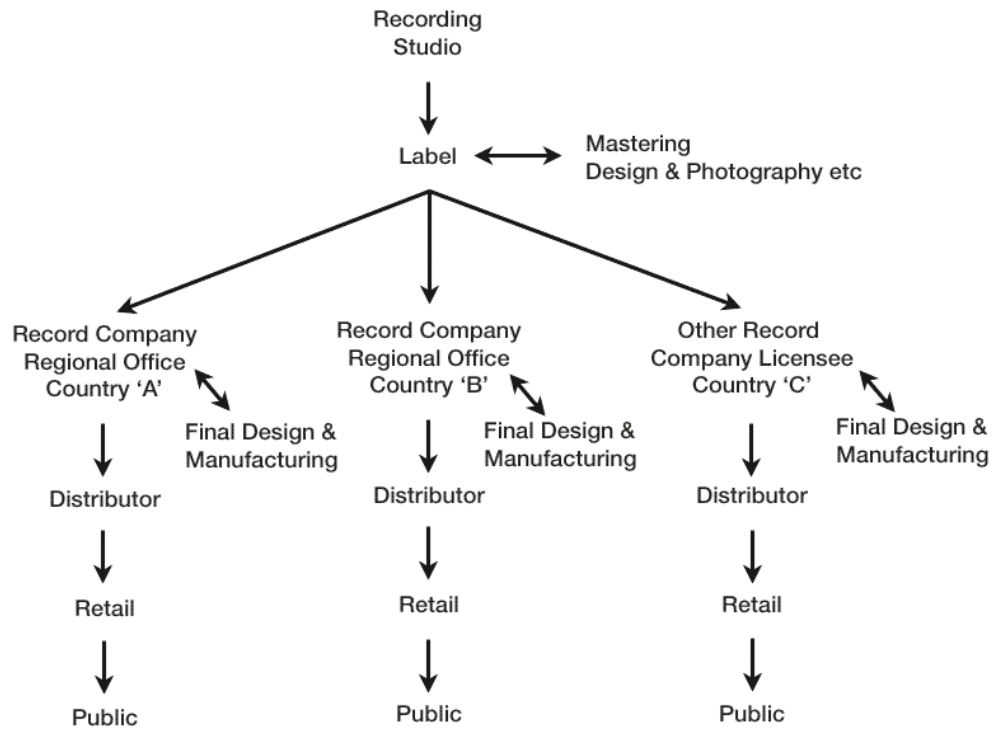 Recording
Studio
Label
Mastering
Design & Photography etc
Record Company
Regional Office
Country ‘A’
Record Company
Regional Office
Country ‘B’
Other Record
Company Licensee
Country ‘C’
Final Design &
Manufacturing
Final Design &
Manufacturing
Final Design &
Manufacturing
Distributor
Distributor
Distributor
Retail
Retail
Retail
Public
Public
Public